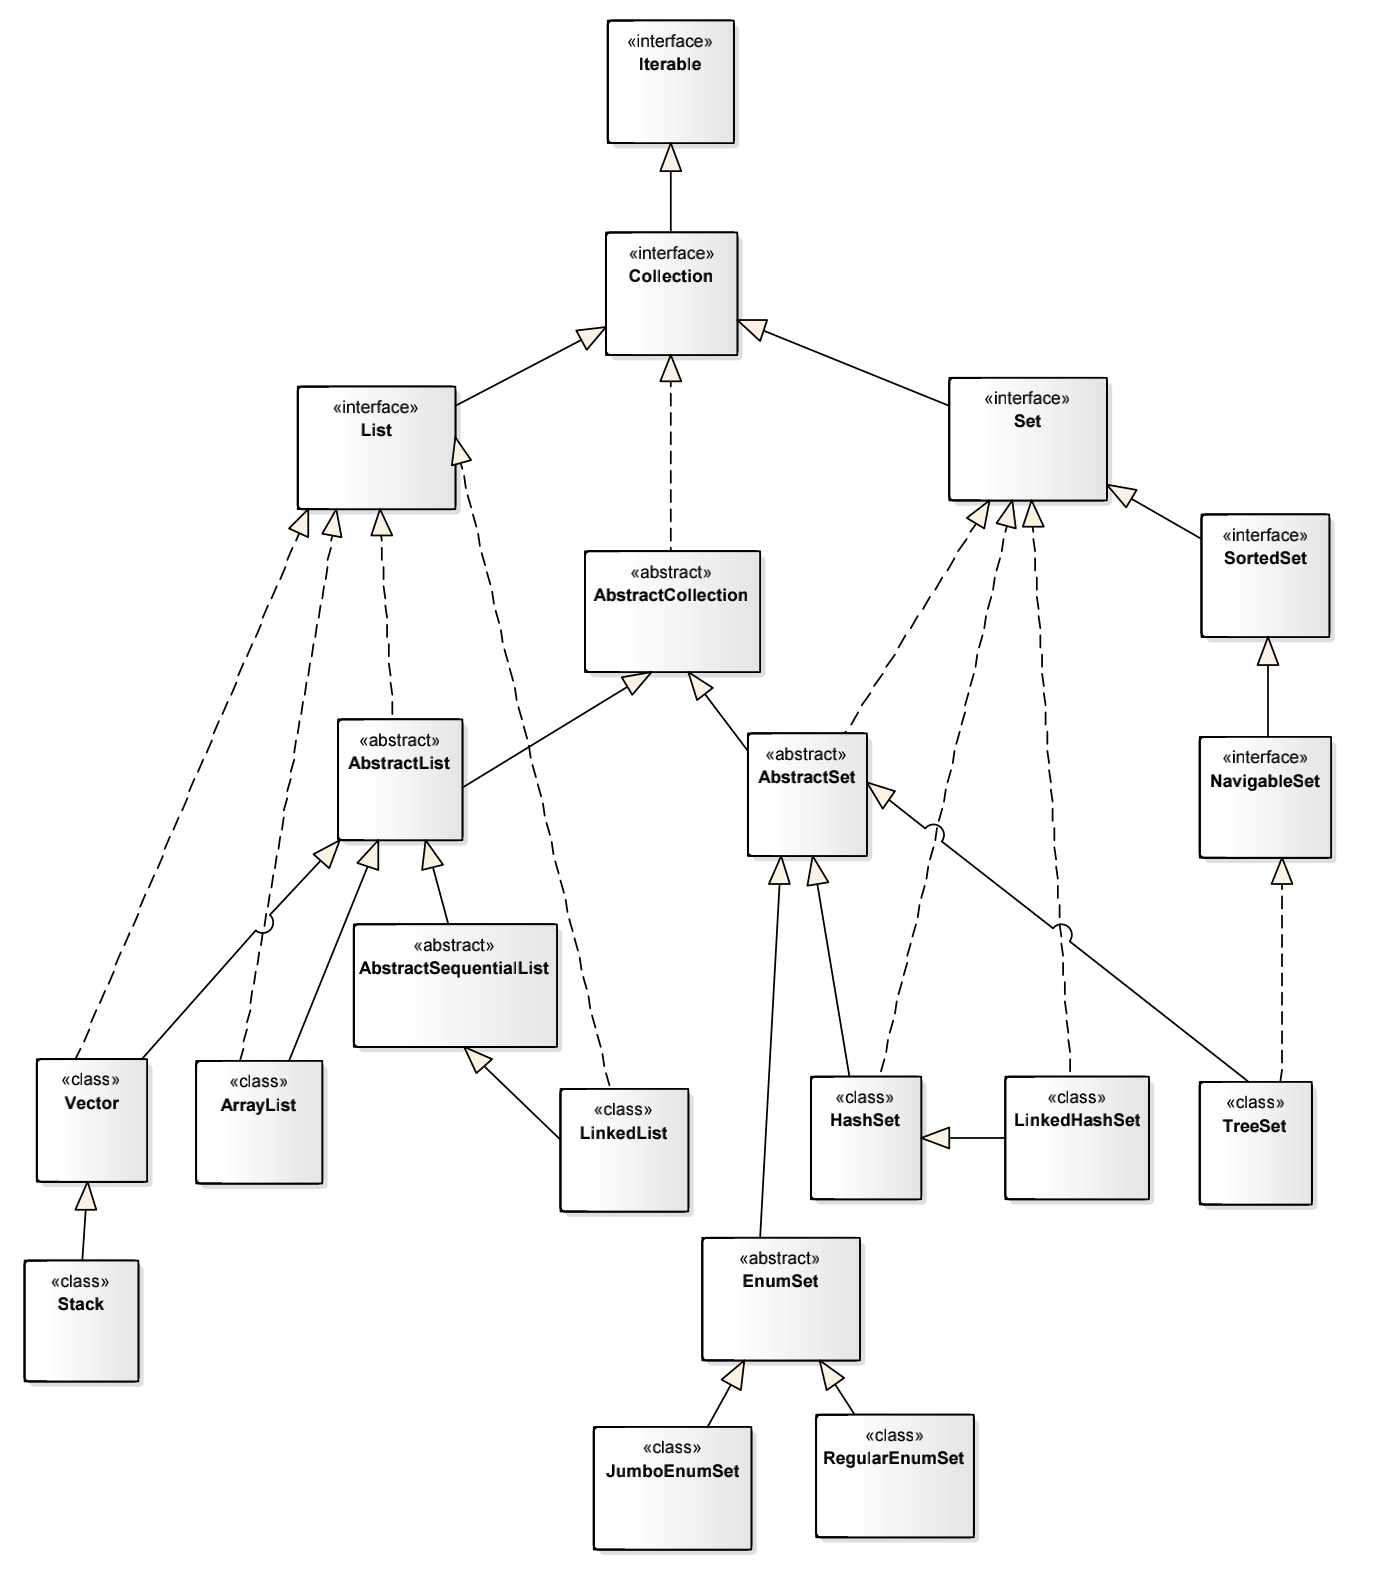 «interface»
Iterable
«interface»
Collection
«interface»
List
«interface»
Set
«interface»
SortedSet
«abstract»
AbstractCollection
«abstract»
AbstractList
«abstract»
AbstractSet
«interface»
NavigableSet
«abstract»
AbstractSequentialList
«class»
Vector
«class»
ArrayList
«class»
LinkedList
«class»
HashSet
«class»
LinkedHashSet
«class»
TreeSet
«class»
Stack
«abstract»
EnumSet
«class»
JumboEnumSet
«class»
RegularEnumSet